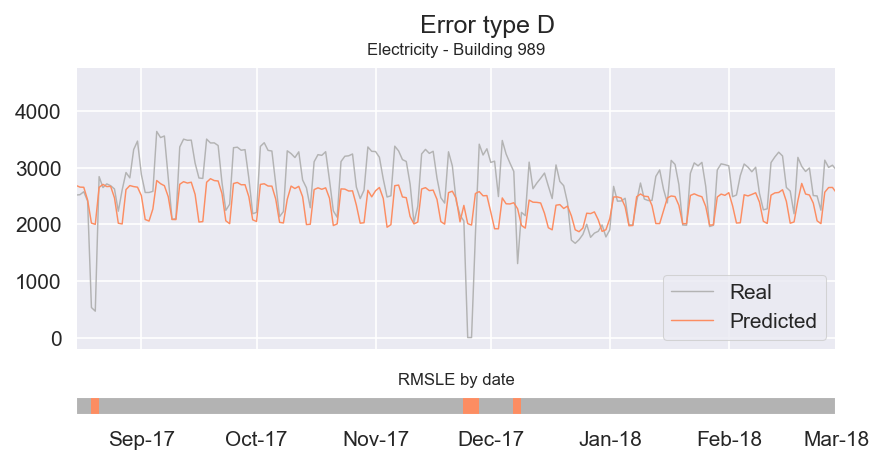 Error type D
Electricity - Building 989
4000
3000
2000
1000
0
Real
Predicted
RMSLE by date
Sep-17 Oct-17 Nov-17 Dec-17 Jan-18 Feb-18 Mar-18